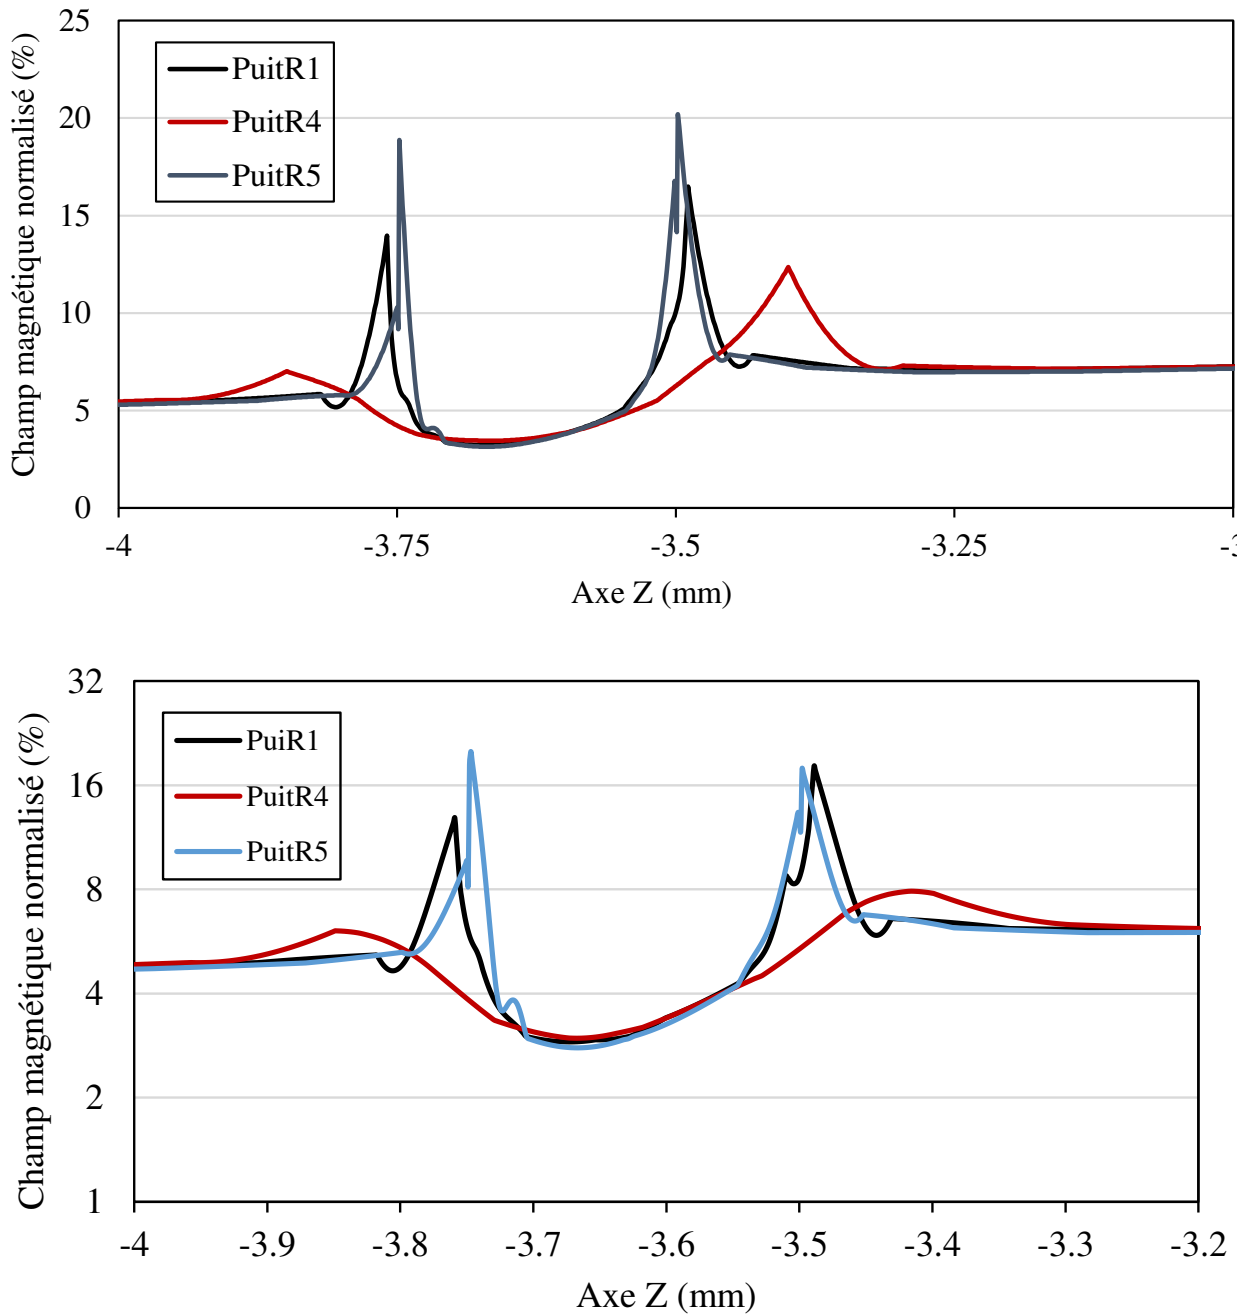 Champ magnétique normalisé (%)
25
20
15
10
5
0
PuitR1
PuitR4
PuitR5
-4
-3.75
-3.5
-3.25
Axe Z (mm)
Champ magnétique normalisé (%)
32
16
8
4
2
1
PuiR1
PuitR4
PuitR5
-4
-3.9
-3.8
-3.7
-3.6
-3.5
-3.4
-3.3
-3.2
Axe Z (mm)